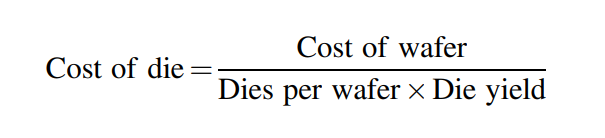 Cost of die = Cost of wafer / Dies per wafer × Die yield